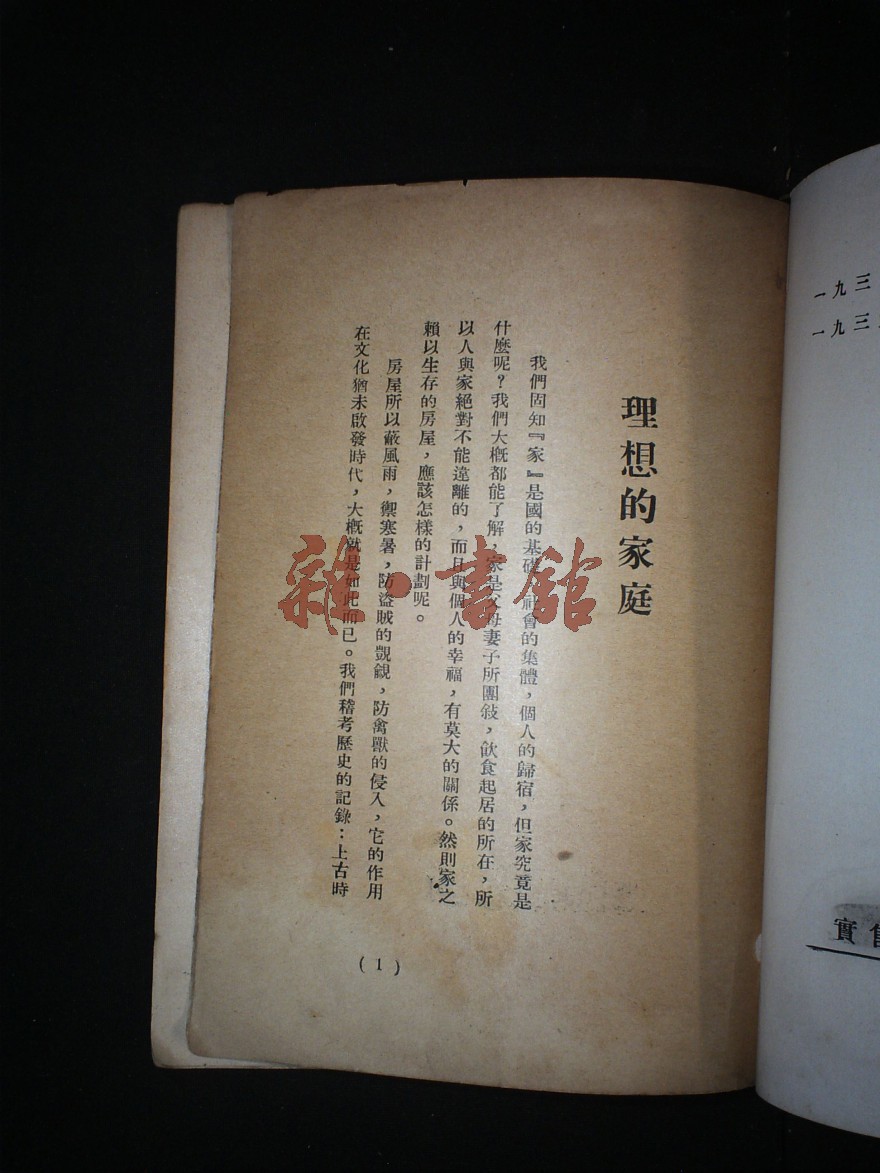 一九三
一九三
實售
理想的家庭
我們固知『家』是國的基礎，社會的集體，個人的歸宿，但家究竟是
什麼呢？我們大概都能了解，家是父母妻子所團敍，飲食起居的所在，所
以人與家絕對不能違離的，而且與個人的幸福，有莫大的關係。然則家之
賴以生存的房屋，應該怎樣的計劃呢。
房屋所以蔽風雨，禦寒暑，防盜賊的覬覦，防禽獸的侵入，它的作用
在文化猶未啟發時代，大概就是如此而已。我們稽考歷史的記錄：上古時
(1)
雜·書館